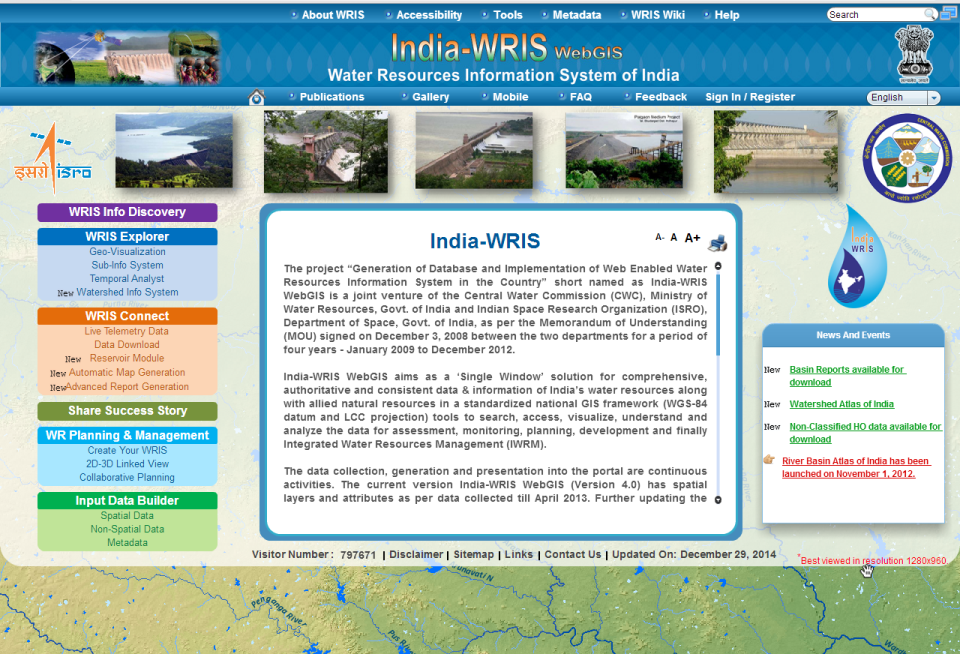 About WRIS Accessibility Tools Metadata WRIS Wiki Help Search
India-WRIS WebGIS
Water Resources Information System of India
Publications Gallery Mobile FAQ Feedback Sign In / Register English
इसरो isro
WRIS Info Discovery
WRIS Explorer
Geo-Visualization
Sub-Info System
Temporal Analyst
New Watershed Info System
WRIS Connect
Live Telemetry Data
Data Download
New Reservoir Module
New Automatic Map Generation
New Advanced Report Generation
Share Success Story
WR Planning & Management
Create Your WRIS
2D-3D Linked View
Collaborative Planning
Input Data Builder
Spatial Data
Non-Spatial Data
Metadata
India-WRIS
A- A A+
The project “Generation of Database and Implementation of Web Enabled Water
Resources Information System in the Country” short named as India-WRIS
WebGIS is a joint venture of the Central Water Commission (CWC), Ministry of
Water Resources, Govt. of India and Indian Space Research Organization (ISRO),
Department of Space, Govt. of India, as per the Memorandum of Understanding
(MOU) signed on December 3, 2008 between the two departments for a period of
four years - January 2009 to December 2012.
India-WRIS WebGIS aims as a ‘Single Window’ solution for comprehensive,
authoritative and consistent data & information of India’s water resources along
with allied natural resources in a standardized national GIS framework (WGS-84
datum and LCC projection) tools to search, access, visualize, understand and
analyze the data for assessment, monitoring, planning, development and finally
Integrated Water Resources Management (IWRM).
The data collection, generation and presentation into the portal are continuous
activities. The current version India-WRIS WebGIS (Version 4.0) has spatial
layers and attributes as per data collected till April 2013. Further updating the
CENTRAL WATER COMMISSION
India
WRIS
News And Events
New Basin Reports available for
download
New Watershed Atlas of India
New Non-Classified HO data available for
download
River Basin Atlas of India has been
launched on November 1, 2012.
Visitor Number : 797671 | Disclaimer | Sitemap | Links | Contact Us | Updated On: December 29, 2014
*Best viewed in resolution 1280x960
Penganga River
Pus River